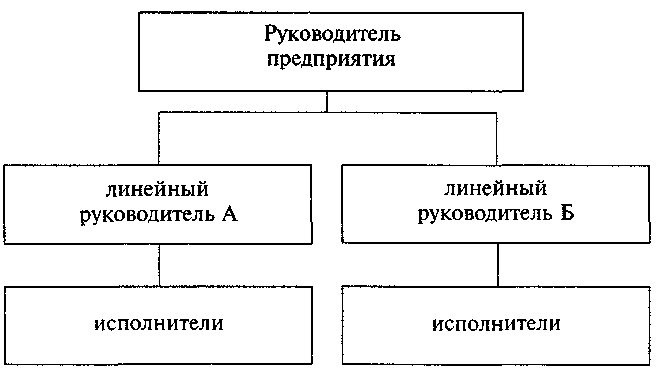 Руководитель
предприятия
линейный
руководитель А
линейный
руководитель Б
исполнители
исполнители